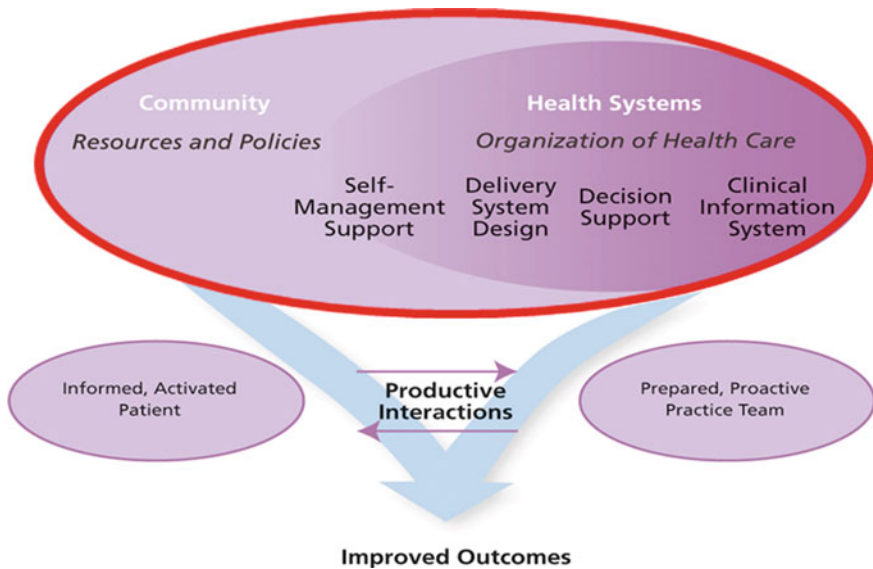 Community
Resources and Policies
Health Systems
Organization of Health Care
Self-
Management
Support
Delivery
System
Design
Decision
Support
Clinical
Information
System
Informed, Activated
Patient
Productive
Interactions
Prepared, Proactive
Practice Team
Improved Outcomes